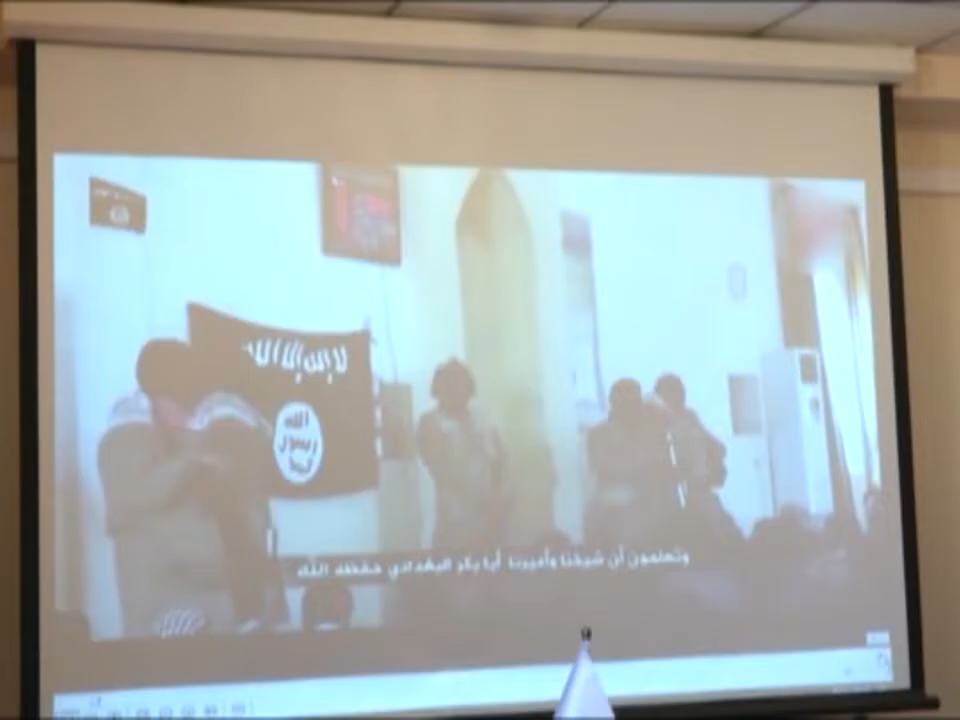 لا إله إلا الله
الله
رسول
محمد
وتعلمون أن شيخنا وأميرنا أبا بكر البغدادي حفظه الله